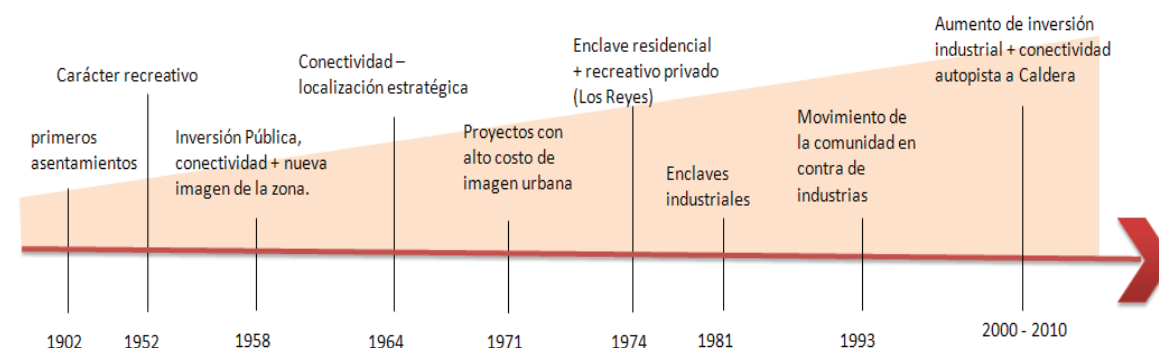 primeros
asentamientos
Carácter recreativo
Inversión Pública,
conectividad + nueva
imagen de la zona.
Conectividad –
localización estratégica
Proyectos con
alto costo de
imagen urbana
Enclave residencial
+ recreativo privado
(Los Reyes)
Enclaves
industriales
Movimiento de
la comunidad en
contra de
industrias
Aumento de inversión
industrial + conectividad
autopista a Caldera
1902
1952
1958
1964
1971
1974
1981
1993
2000 - 2010